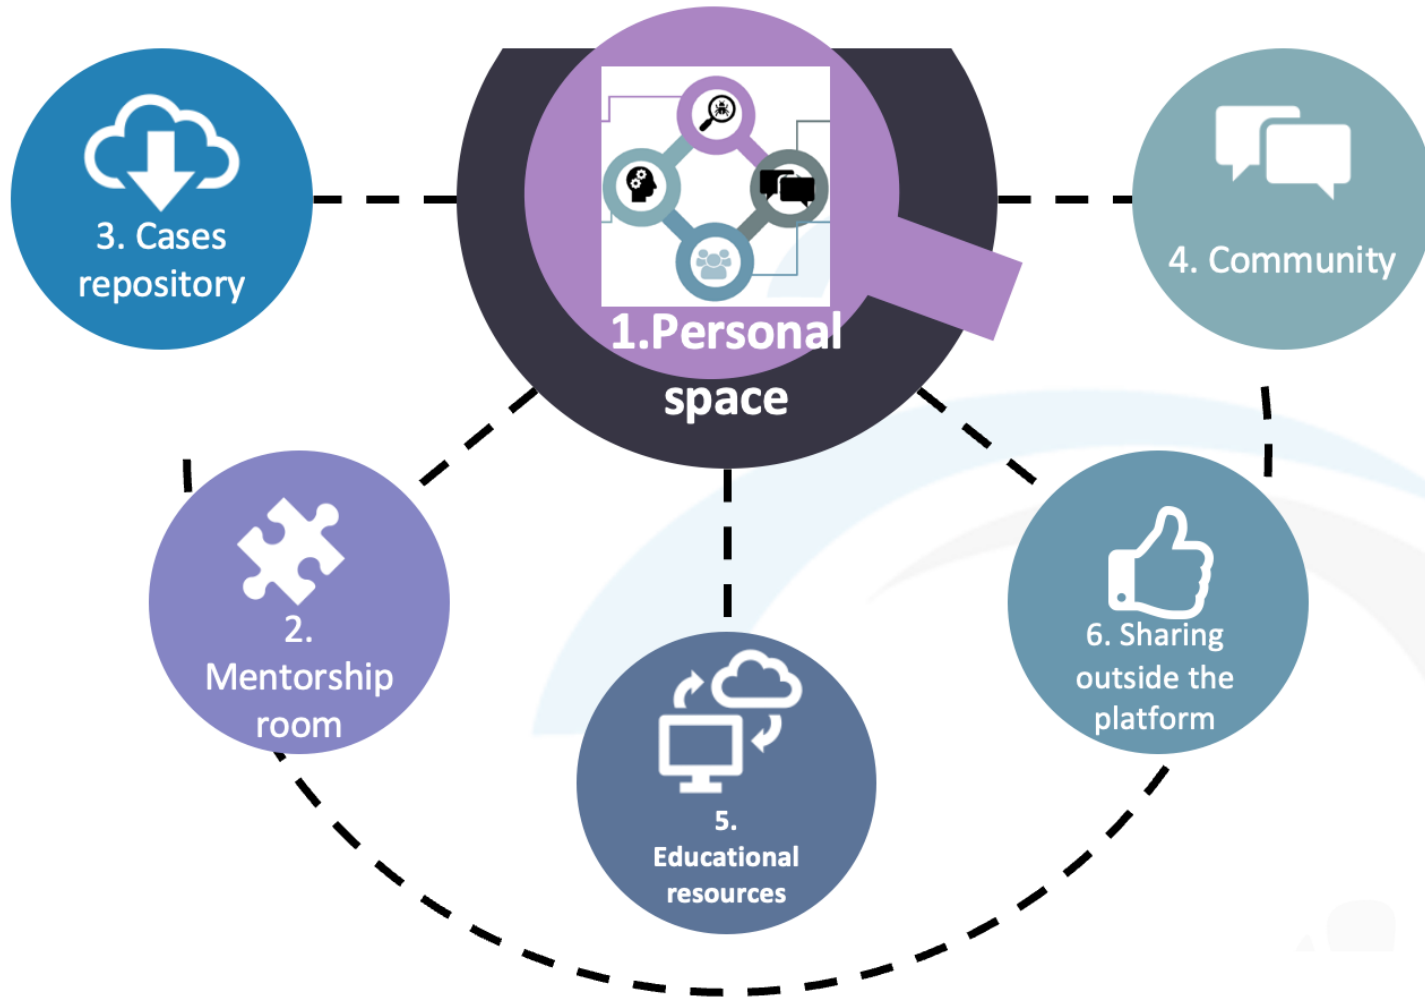 1.Personal
space
3. Cases
repository
4. Community
2.
Mentorship
room
6. Sharing
outside the
platform
5.
Educational
resources